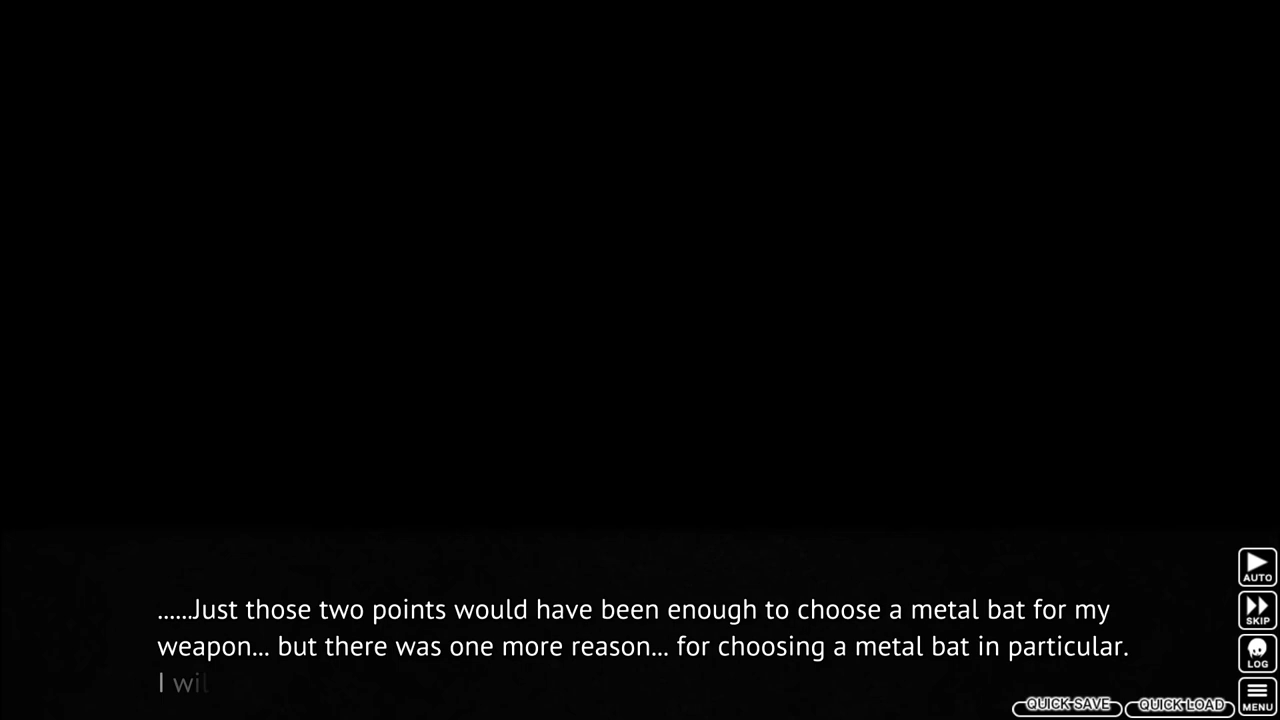 ......Just those two points would have been enough to choose a metal bat for my
weapon... but there was one more reason... for choosing a metal bat in particular.
I wil
AUTO
SKIP
LOG
MENU
QUICK SAVE
QUICK LOAD